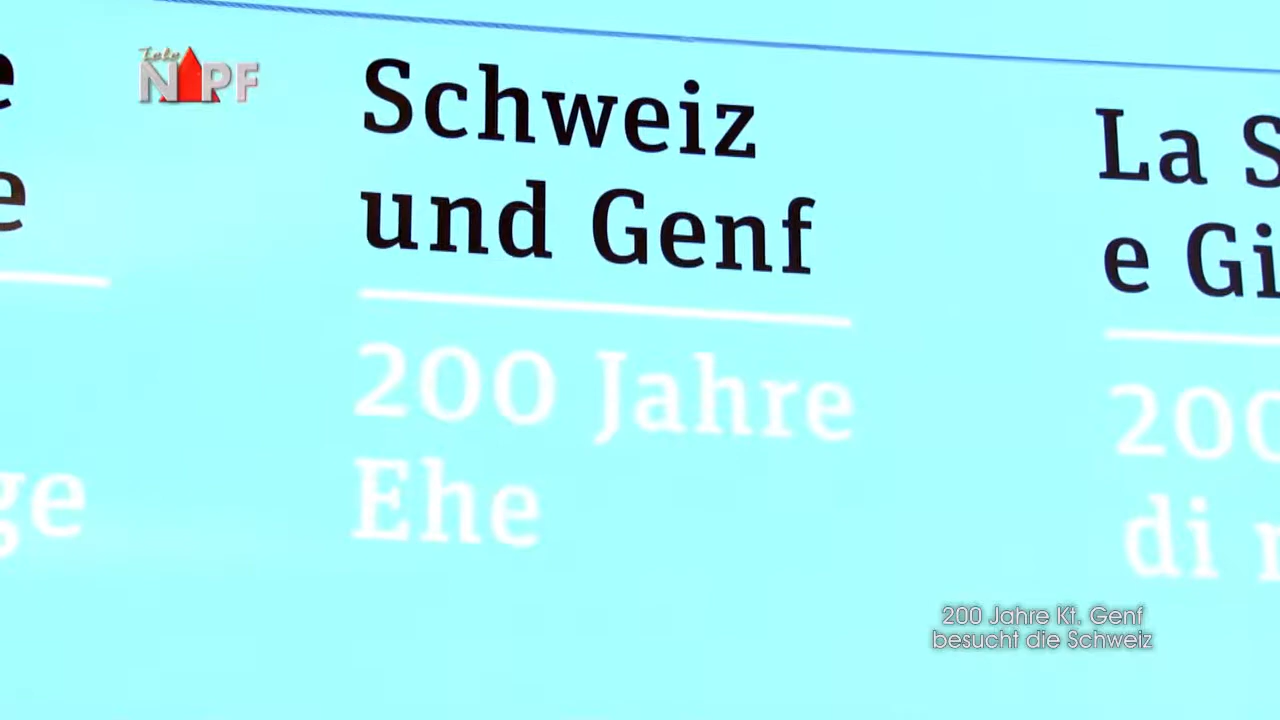 Tele
NAPF
e
e
ge
Schweiz
und Genf
200 Jahre
Ehe
La S
e Gi
200
di
200 Jahre Kt. Genf
besucht die Schweiz